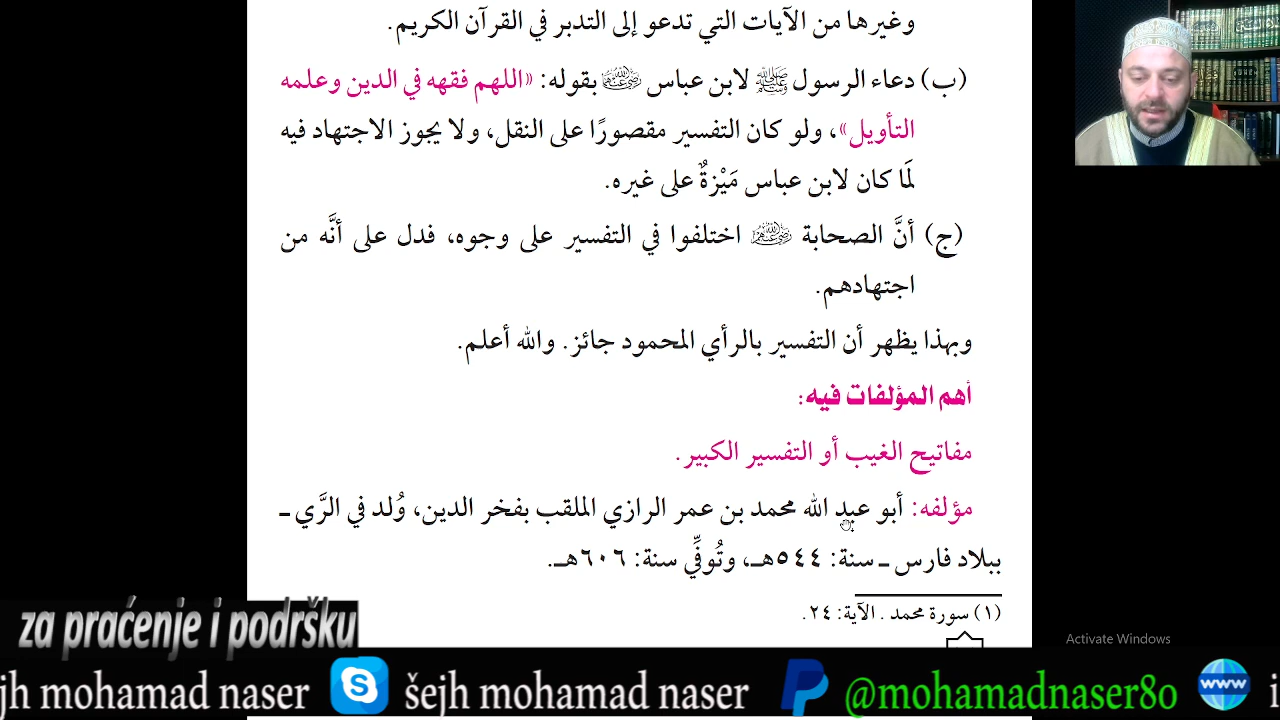 وغيرها من الآيات التي تدعو إلى التدبر في القرآن الكريم.
(ب) دعاء الرسول ﷺ لابن عباس رضي الله عنه بقوله: «اللهم فقهه في الدين وعلمه
التأويل»، ولو كان التفسير مقصورًا على النقل، ولا يجوز الاجتهاد فيه
لَما كان لابن عباس مَيْزةٌ على غيره.
(ج) أنَّ الصحابة رضي الله عنهم اختلفوا في التفسير على وجوه، فدل على أنَّه من
اجتهادهم.
وبهذا يظهر أن التفسير بالرأي المحمود جائز. والله أعلم.
أهم المؤلفات فيه:
مفاتيح الغيب أو التفسير الكبير.
مؤلفه: أبو عبد الله محمد بن عمر الرازي الملقب بفخر الدين، وُلد في الرَّي ـ
ببلاد فارس ـ سنة: ٥٤٤هـ، وتُوفِّي سنة: ٦٠٦هـ.
(١) سورة محمد . الآية: ٢٤.
Activate Windows
za praćenje i podršku
jh mohamad naser šejh mohamad naser @mohamadnaser80 www i